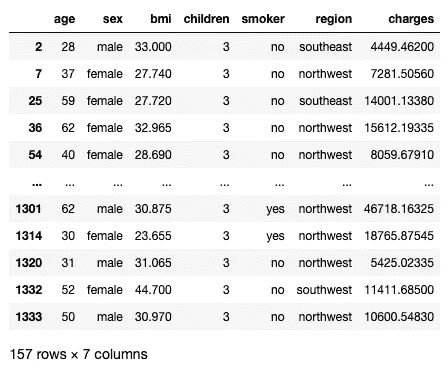 age sex bmi children smoker region charges
2 28 male 33.000 3 no southeast 4449.46200
7 37 female 27.740 3 no northwest 7281.50560
25 59 female 27.720 3 no southeast 14001.13380
36 62 female 32.965 3 no northwest 15612.19335
54 40 female 28.690 3 no northwest 8059.67910
... ... ... ... ... ... ... ...
1301 62 male 30.875 3 yes northwest 46718.16325
1314 30 female 23.655 3 yes northwest 18765.87545
1320 31 male 31.065 3 no northwest 5425.02335
1332 52 female 44.700 3 no southwest 11411.68500
1333 50 male 30.970 3 no northwest 10600.54830
157 rows × 7 columns